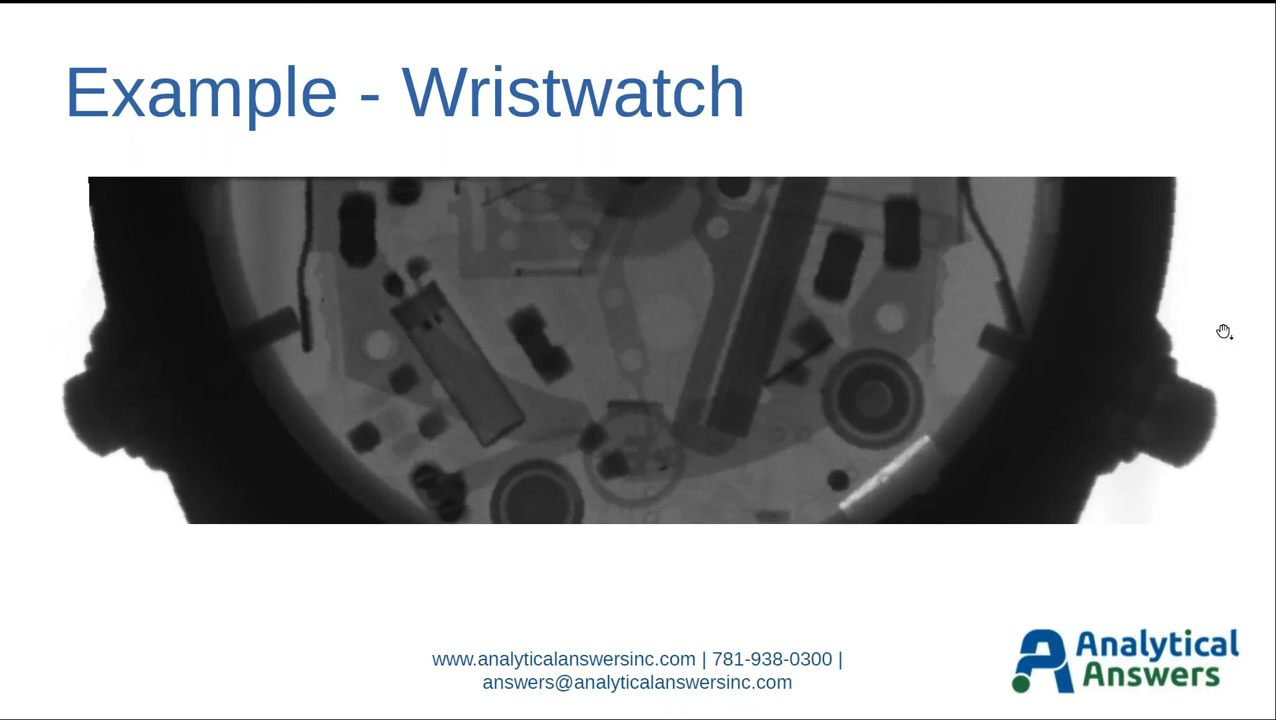 Example - Wristwatch
www.analyticalanswersinc.com | 781-938-0300 |
answers@analyticalanswersinc.com
Analytical
Answers